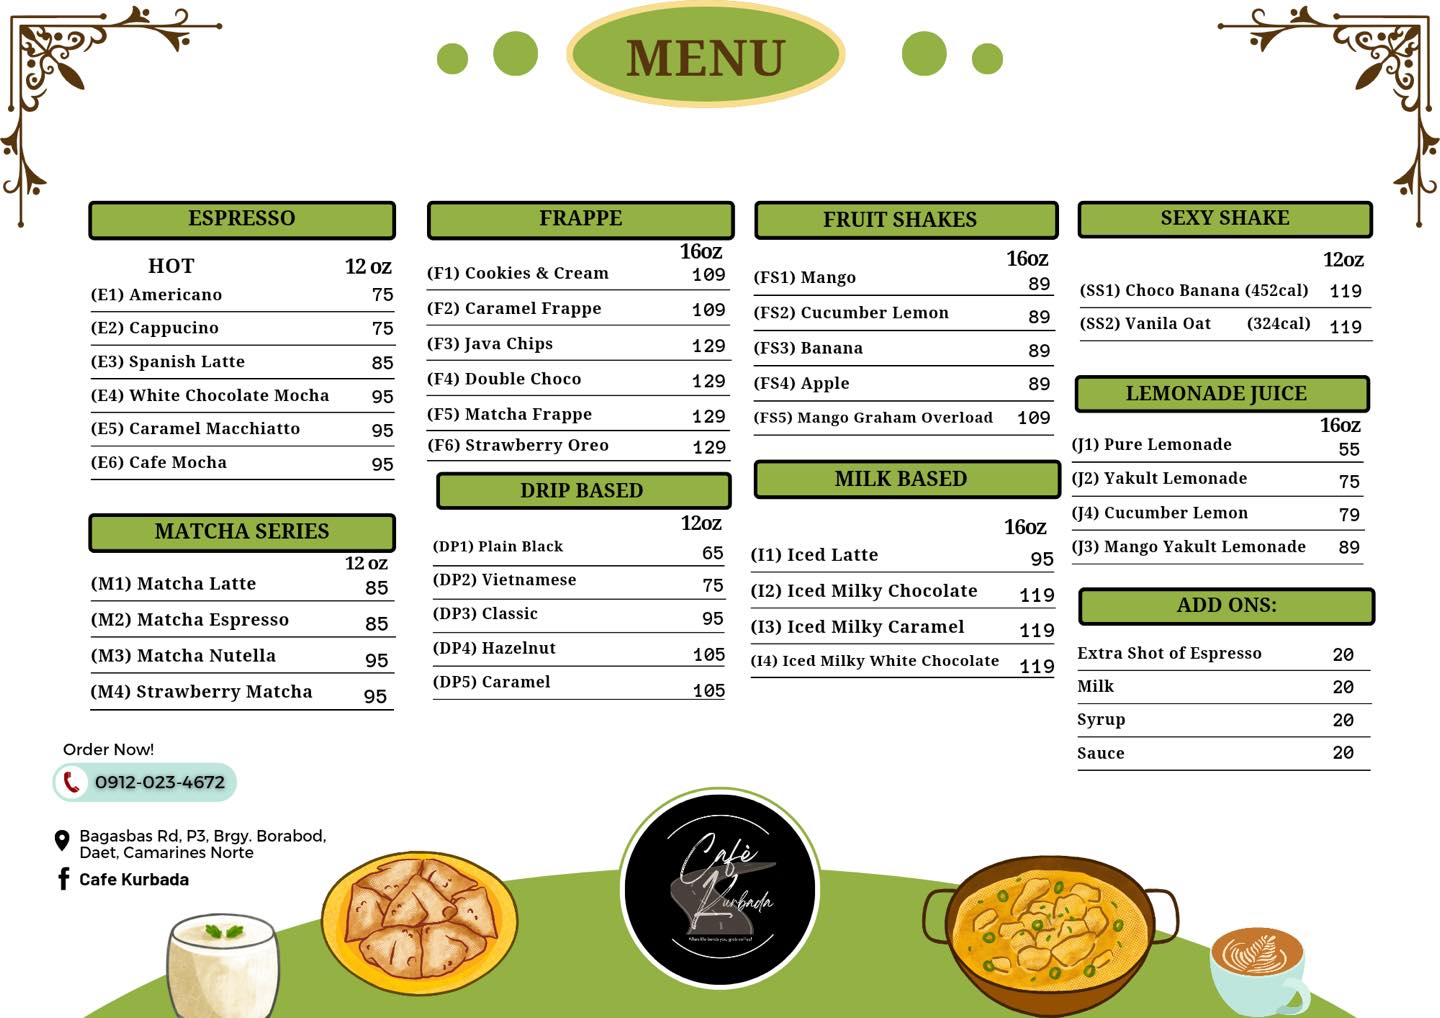 MENU
ESPRESSO
HOT 12 oz
(E1) Americano 75
(E2) Cappucino 75
(E3) Spanish Latte 85
(E4) White Chocolate Mocha 95
(E5) Caramel Macchiatto 95
(E6) Cafe Mocha 95
MATCHA SERIES
12 oz
(M1) Matcha Latte 85
(M2) Matcha Espresso 85
(M3) Matcha Nutella 95
(M4) Strawberry Matcha 95
FRAPPE
16oz
(F1) Cookies & Cream 109
(F2) Caramel Frappe 109
(F3) Java Chips 129
(F4) Double Choco 129
(F5) Matcha Frappe 129
(F6) Strawberry Oreo 129
DRIP BASED
12oz
(DP1) Plain Black 65
(DP2) Vietnamese 75
(DP3) Classic 95
(DP4) Hazelnut 105
(DP5) Caramel 105
FRUIT SHAKES
16oz
(FS1) Mango 89
(FS2) Cucumber Lemon 89
(FS3) Banana 89
(FS4) Apple 89
(FS5) Mango Graham Overload 109
MILK BASED
16oz
(I1) Iced Latte 95
(I2) Iced Milky Chocolate 119
(I3) Iced Milky Caramel 119
(I4) Iced Milky White Chocolate 119
SEXY SHAKE
12oz
(SS1) Choco Banana (452cal) 119
(SS2) Vanila Oat (324cal) 119
LEMONADE JUICE
16oz
(J1) Pure Lemonade 55
(J2) Yakult Lemonade 75
(J4) Cucumber Lemon 79
(J3) Mango Yakult Lemonade 89
ADD ONS:
Extra Shot of Espresso 20
Milk 20
Syrup 20
Sauce 20
Order Now!
0912-023-4672
Bagasbas Rd, P3, Brgy. Borabod,
Daet, Camarines Norte
Cafe Kurbada
Cafè
Kurbada